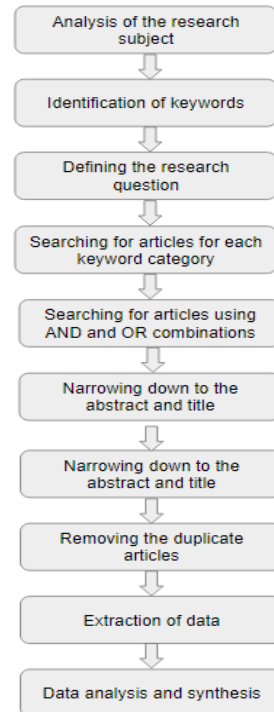 Analysis of the research
subject
Identification of keywords
Defining the research
question
Searching for articles for each
keyword category
Searching for articles using
AND and OR combinations
Narrowing down to the
abstract and title
Narrowing down to the
abstract and title
Removing the duplicate
articles
Extraction of data
Data analysis and synthesis